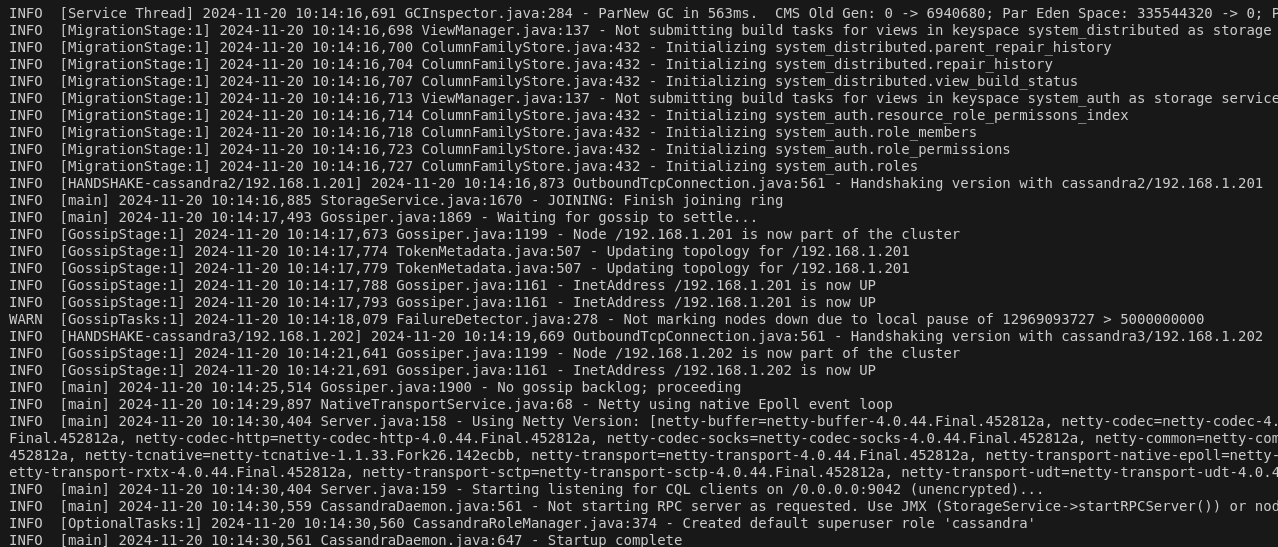 INFO  [Service Thread] 2024-11-20 10:14:16,691 GCInspector.java:284 - ParNew GC in 563ms.  CMS Old Gen: 0 -> 6940680; Par Eden Space: 335544320 -> 0;
INFO  [MigrationStage:1] 2024-11-20 10:14:16,698 ViewManager.java:137 - Not submitting build tasks for views in keyspace system_distributed as storage
INFO  [MigrationStage:1] 2024-11-20 10:14:16,700 ColumnFamilyStore.java:432 - Initializing system_distributed.parent_repair_history
INFO  [MigrationStage:1] 2024-11-20 10:14:16,704 ColumnFamilyStore.java:432 - Initializing system_distributed.repair_history
INFO  [MigrationStage:1] 2024-11-20 10:14:16,707 ColumnFamilyStore.java:432 - Initializing system_distributed.view_build_status
INFO  [MigrationStage:1] 2024-11-20 10:14:16,713 ViewManager.java:137 - Not submitting build tasks for views in keyspace system_auth as storage service
INFO  [MigrationStage:1] 2024-11-20 10:14:16,714 ColumnFamilyStore.java:432 - Initializing system_auth.resource_role_permissons_index
INFO  [MigrationStage:1] 2024-11-20 10:14:16,718 ColumnFamilyStore.java:432 - Initializing system_auth.role_members
INFO  [MigrationStage:1] 2024-11-20 10:14:16,723 ColumnFamilyStore.java:432 - Initializing system_auth.role_permissions
INFO  [MigrationStage:1] 2024-11-20 10:14:16,727 ColumnFamilyStore.java:432 - Initializing system_auth.roles
INFO  [HANDSHAKE-cassandra2/192.168.1.201] 2024-11-20 10:14:16,873 OutboundTcpConnection.java:561 - Handshaking version with cassandra2/192.168.1.201
INFO  [main] 2024-11-20 10:14:16,885 StorageService.java:1670 - JOINING: Finish joining ring
INFO  [main] 2024-11-20 10:14:17,493 Gossiper.java:1869 - Waiting for gossip to settle...
INFO  [GossipStage:1] 2024-11-20 10:14:17,673 Gossiper.java:1199 - Node /192.168.1.201 is now part of the cluster
INFO  [GossipStage:1] 2024-11-20 10:14:17,774 TokenMetadata.java:507 - Updating topology for /192.168.1.201
INFO  [GossipStage:1] 2024-11-20 10:14:17,779 TokenMetadata.java:507 - Updating topology for /192.168.1.201
INFO  [GossipStage:1] 2024-11-20 10:14:17,788 Gossiper.java:1161 - InetAddress /192.168.1.201 is now UP
INFO  [GossipStage:1] 2024-11-20 10:14:17,793 Gossiper.java:1161 - InetAddress /192.168.1.201 is now UP
WARN  [GossipTasks:1] 2024-11-20 10:14:18,079 FailureDetector.java:278 - Not marking nodes down due to local pause of 12969093727 > 5000000000
INFO  [HANDSHAKE-cassandra3/192.168.1.202] 2024-11-20 10:14:19,669 OutboundTcpConnection.java:561 - Handshaking version with cassandra3/192.168.1.202
INFO  [GossipStage:1] 2024-11-20 10:14:21,641 Gossiper.java:1199 - Node /192.168.1.202 is now part of the cluster
INFO  [GossipStage:1] 2024-11-20 10:14:21,691 Gossiper.java:1161 - InetAddress /192.168.1.202 is now UP
INFO  [main] 2024-11-20 10:14:25,514 Gossiper.java:1900 - No gossip backlog; proceeding
INFO  [main] 2024-11-20 10:14:29,897 NativeTransportService.java:68 - Netty using native Epoll event loop
INFO  [main] 2024-11-20 10:14:30,404 Server.java:158 - Using Netty Version: [netty-buffer=netty-buffer-4.0.44.Final.452812a, netty-codec=netty-codec-4.
Final.452812a, netty-codec-http=netty-codec-http-4.0.44.Final.452812a, netty-codec-socks=netty-codec-socks-4.0.44.Final.452812a, netty-common=netty-com
452812a, netty-tcnative=netty-tcnative-1.1.33.Fork26.142ecbb, netty-transport=netty-transport-4.0.44.Final.452812a, netty-transport-native-epoll=netty-
etty-transport-rxtx-4.0.44.Final.452812a, netty-transport-sctp=netty-transport-sctp-4.0.44.Final.452812a, netty-transport-udt=netty-transport-udt-4.0.4
INFO  [main] 2024-11-20 10:14:30,404 Server.java:159 - Starting listening for CQL clients on /0.0.0.0:9042 (unencrypted)...
INFO  [main] 2024-11-20 10:14:30,559 CassandraDaemon.java:561 - Not starting RPC server as requested. Use JMX (StorageService->startRPCServer()) or nod
INFO  [OptionalTasks:1] 2024-11-20 10:14:30,560 CassandraRoleManager.java:374 - Created default superuser role 'cassandra'
INFO  [main] 2024-11-20 10:14:30,561 CassandraDaemon.java:647 - Startup complete